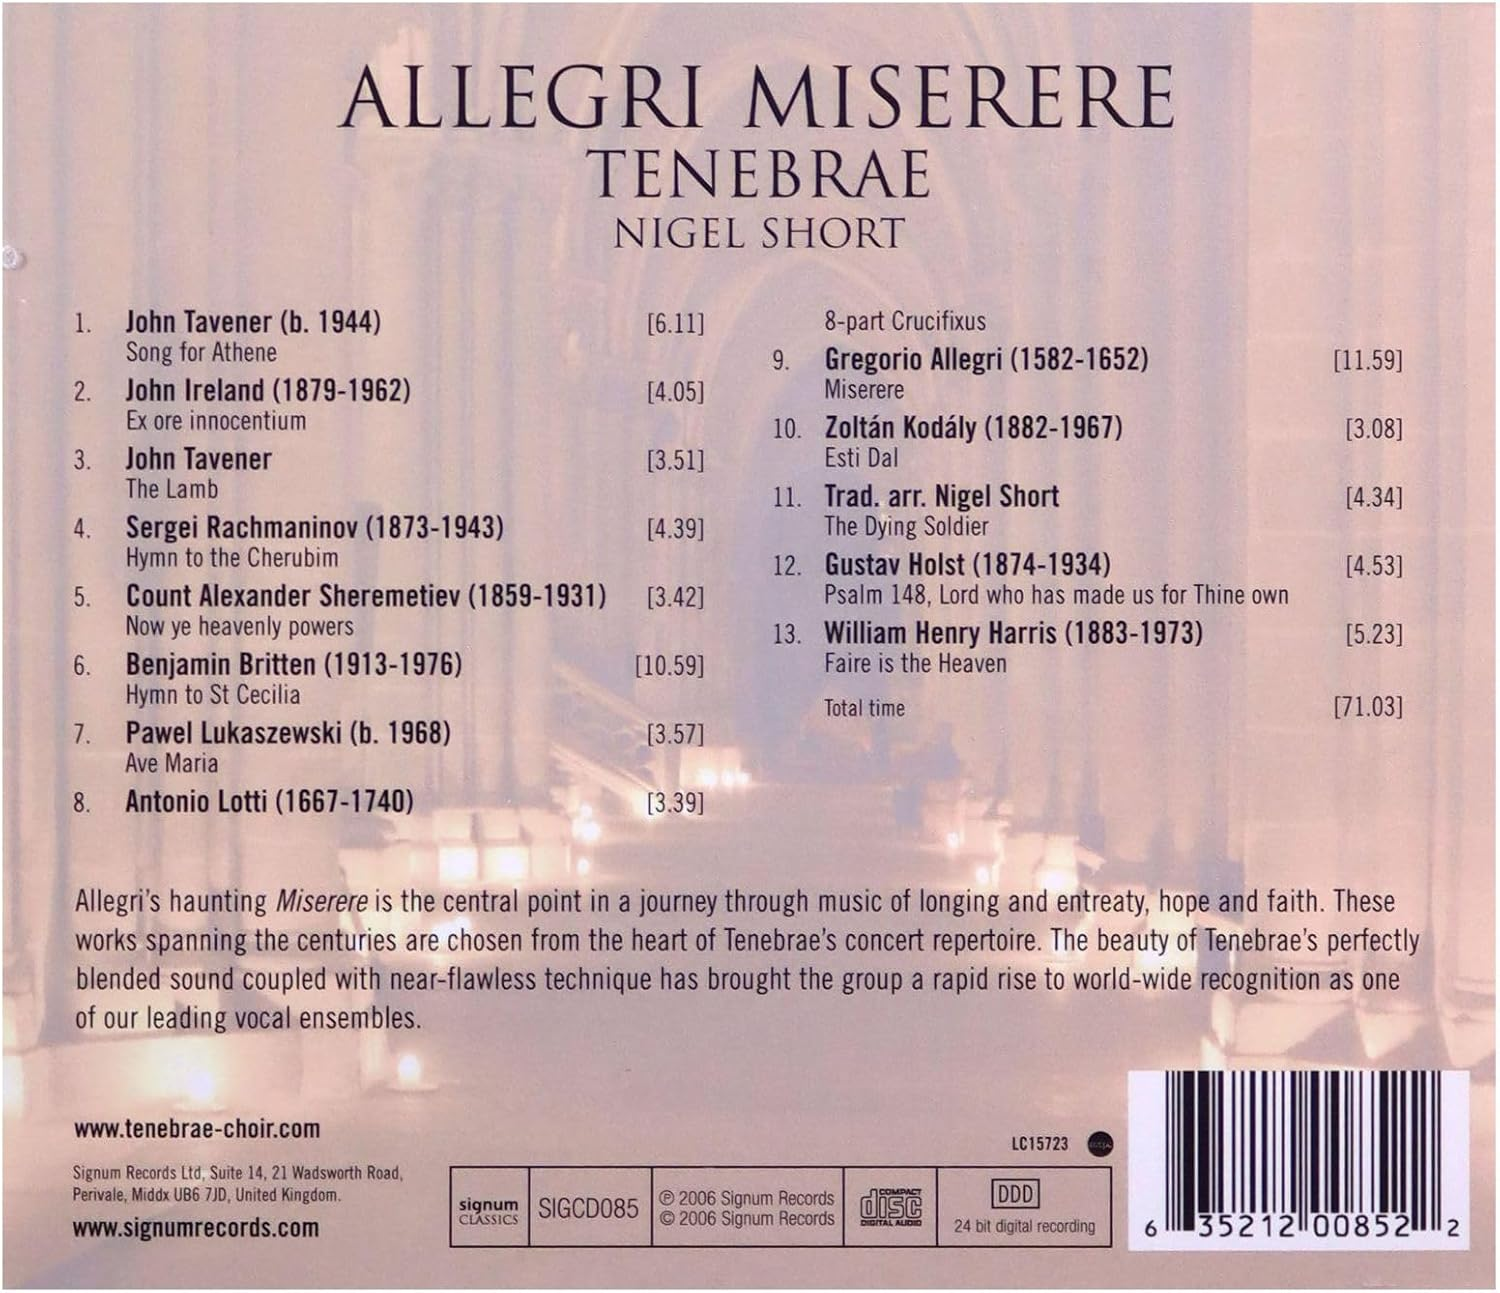 ALLEGRI MISERERE
TENEBRAE
NIGEL SHORT
1. John Tavener (b. 1944) [6.11]
Song for Athene
2. John Ireland (1879-1962) [4.05]
Ex ore innocentium
3. John Tavener [3.51]
The Lamb
4. Sergei Rachmaninov (1873-1943) [4.39]
Hymn to the Cherubim
5. Count Alexander Sheremetiev (1859-1931) [3.42]
Now ye heavenly powers
6. Benjamin Britten (1913-1976) [10.59]
Hymn to St Cecilia
7. Pawel Lukaszewski (b. 1968) [3.57]
Ave Maria
8. Antonio Lotti (1667-1740) [3.39]
8-part Crucifixus
9. Gregorio Allegri (1582-1652) [11.59]
Miserere
10. Zoltán Kodály (1882-1967) [3.08]
Esti Dal
11. Trad. arr. Nigel Short [4.34]
The Dying Soldier
12. Gustav Holst (1874-1934) [4.53]
Psalm 148, Lord who has made us for Thine own
13. William Henry Harris (1883-1973) [5.23]
Faire is the Heaven
Total time [71.03]
Allegri's haunting Miserere is the central point in a journey through music of longing and entreaty, hope and faith. These
works spanning the centuries are chosen from the heart of Tenebrae's concert repertoire. The beauty of Tenebrae's perfectly
blended sound coupled with near-flawless technique has brought the group a rapid rise to world-wide recognition as one
of our leading vocal ensembles.
www.tenebrae-choir.com
Signum Records Ltd, Suite 14, 21 Wadsworth Road,
Perivale, Middx UB6 7JD, United Kingdom.
www.signumrecords.com
LC15723
signum
CLASSICS
SIGCD085
℗ 2006 Signum Records
© 2006 Signum Records
COMPACT
disc
DIGITAL AUDIO
DDD
24 bit digital recording
6 35212 00852 2